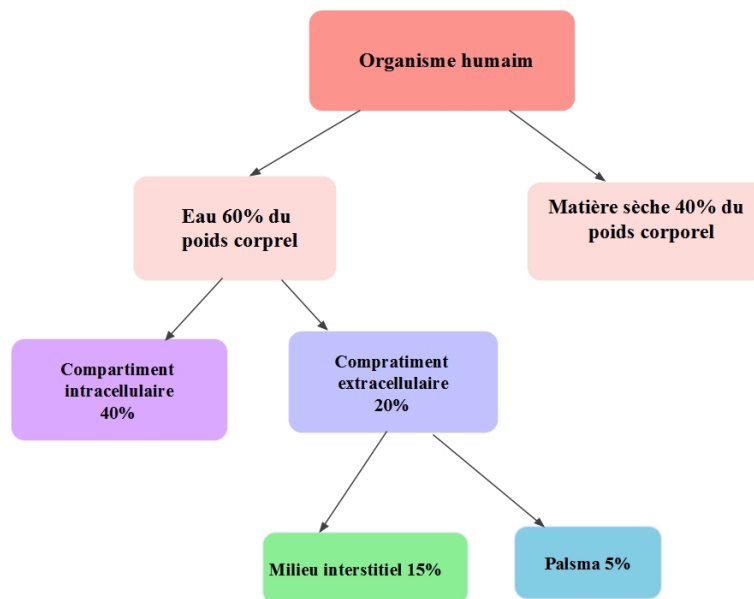 Organisme humaim
Eau 60% du
poids corprel
Matière sèche 40% du
poids corporel
Compartiment
intracellulaire
40%
Compratiment
extracellulaire
20%
Milieu interstitiel 15%
Palsma 5%